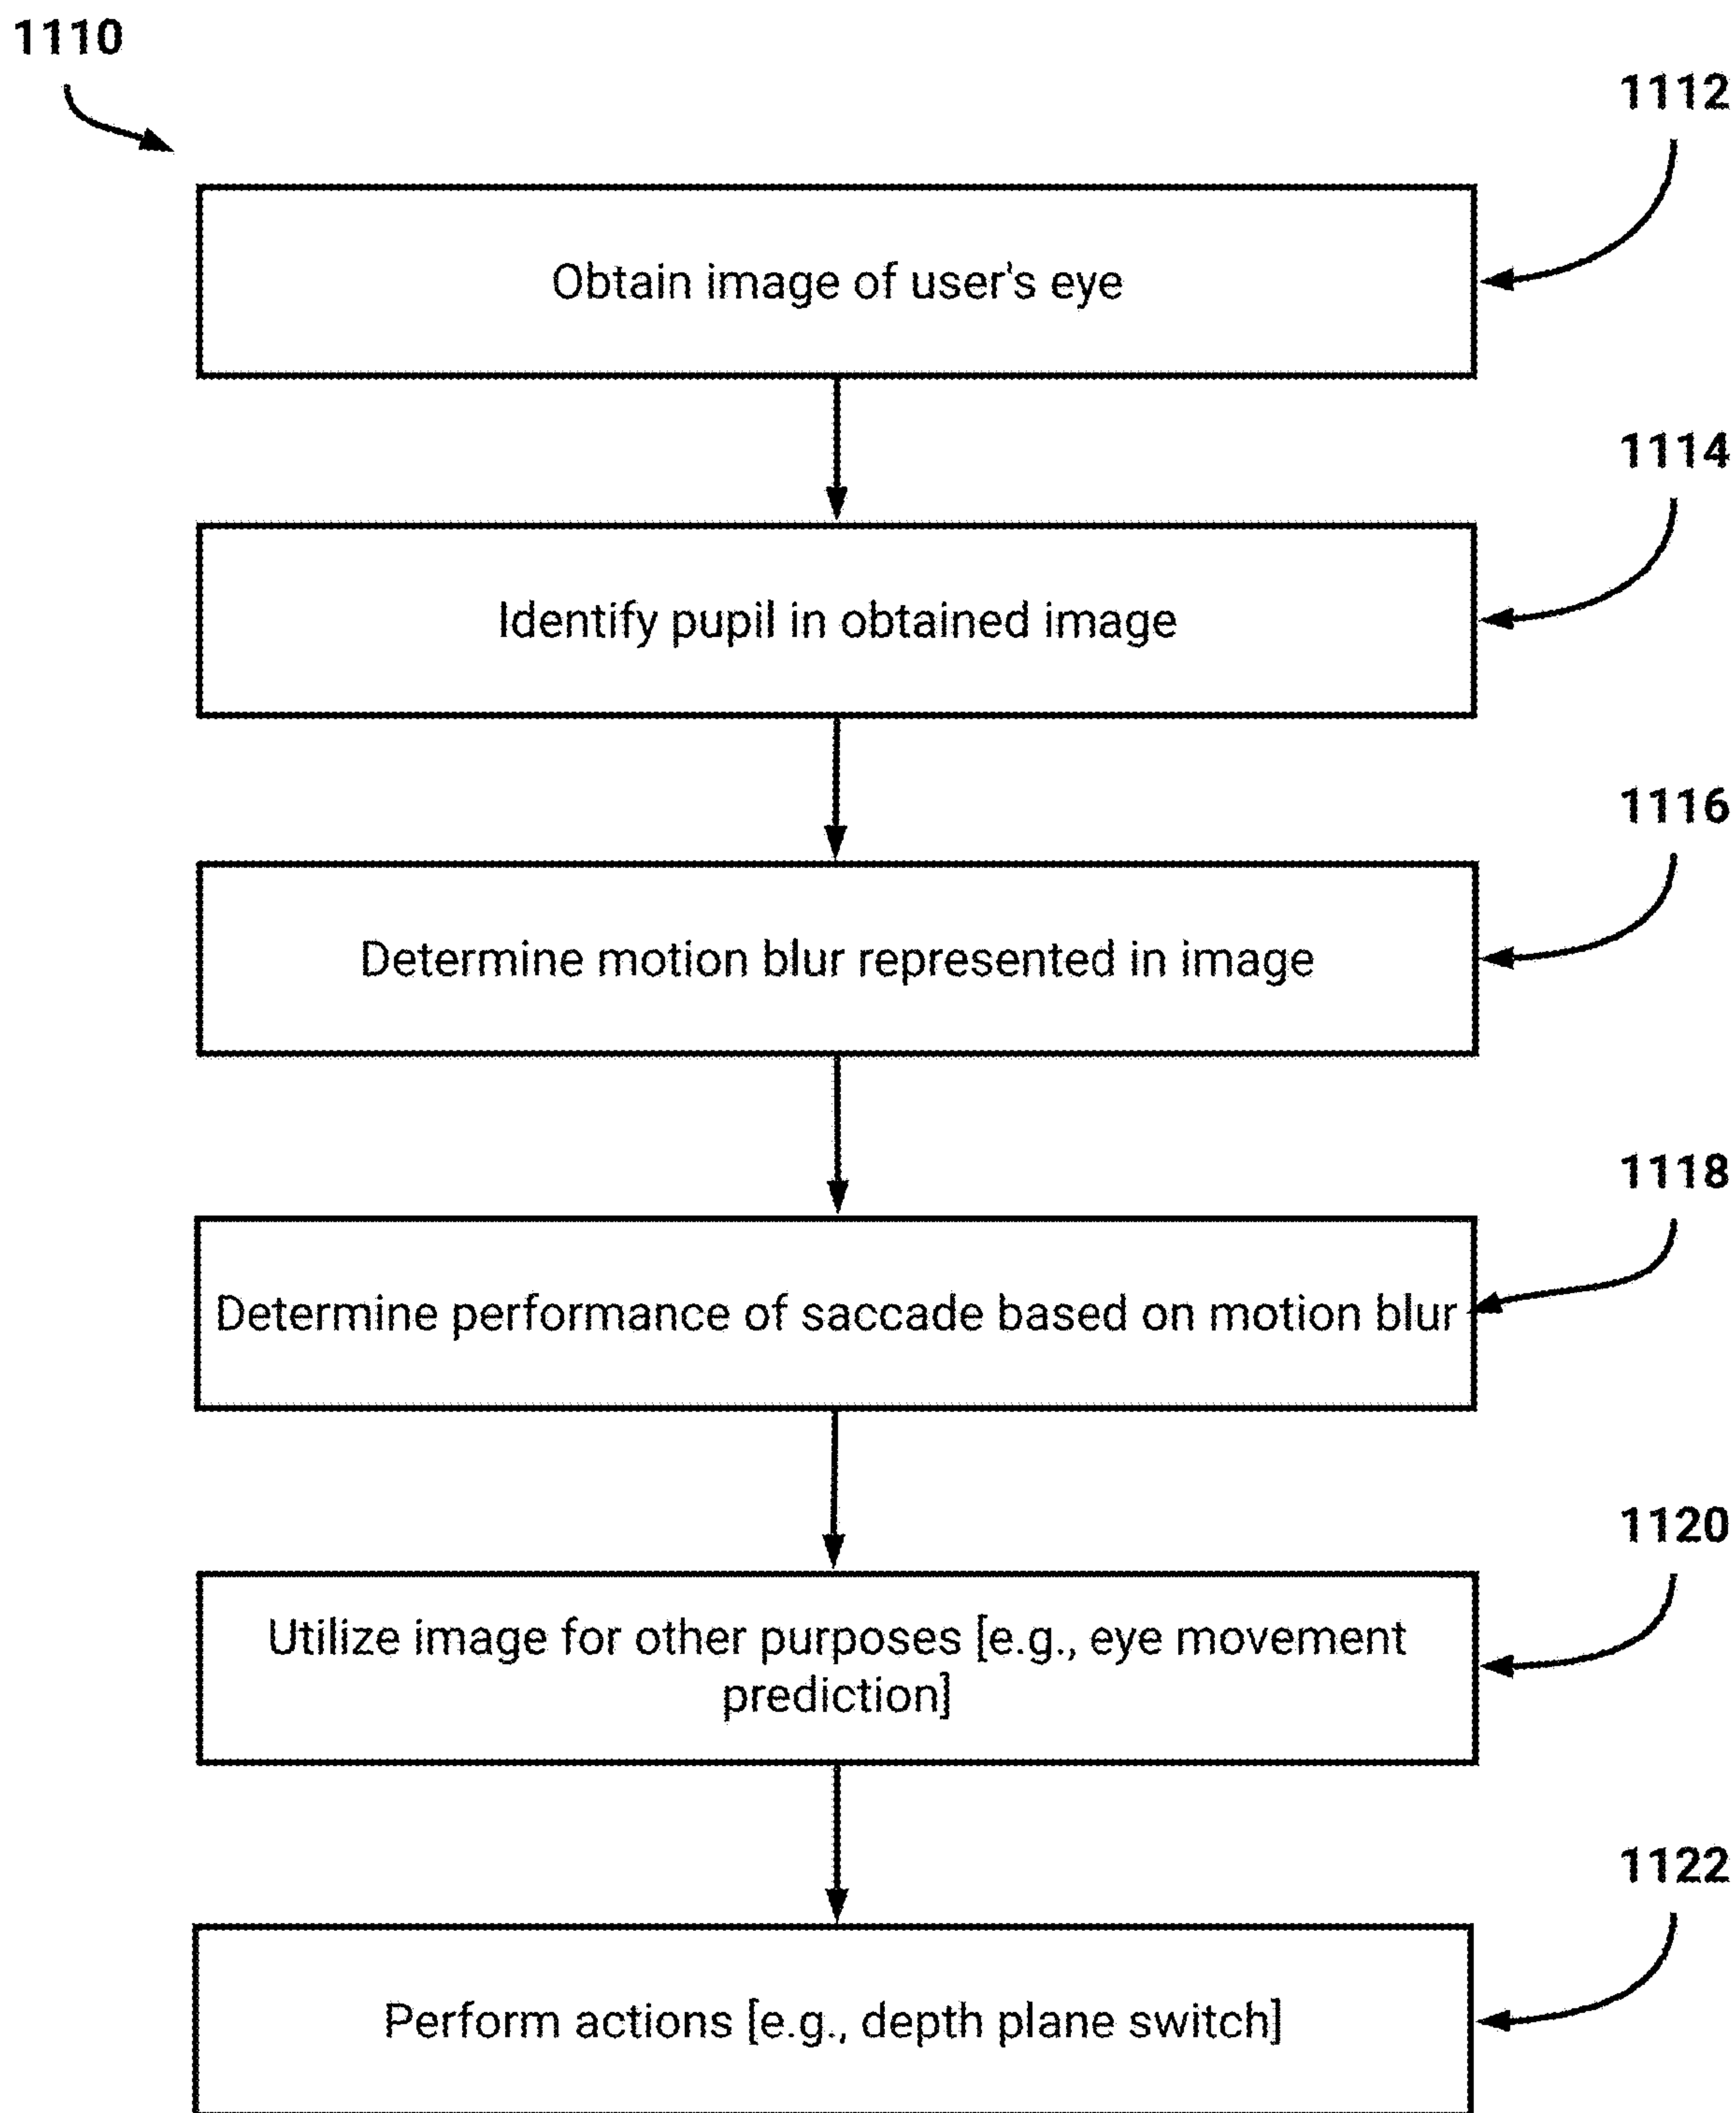 1110
1112
Obtain image of user's eye
1114
Identify pupil in obtained image
1116
Determine motion blur represented in image
1118
Determine performance of saccade based on motion blur
1120
Utilize image for other purposes [e.g., eye movement
prediction]
1122
Perform actions [e.g., depth plane switch]